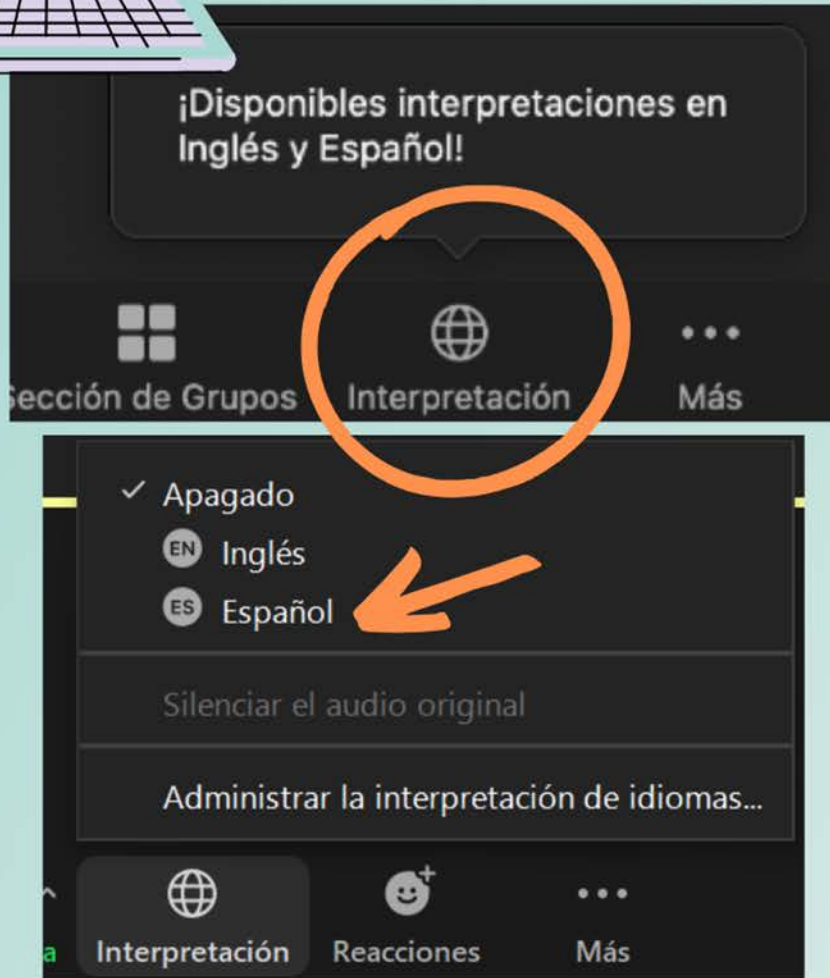 ¡Disponibles interpretaciones en
Inglés y Español!
Sección de Grupos Interpretación Más
Apagado
EN Inglés
ES Español
Silenciar el audio original
Administrar la interpretación de idiomas...
a Interpretación Reacciones Más